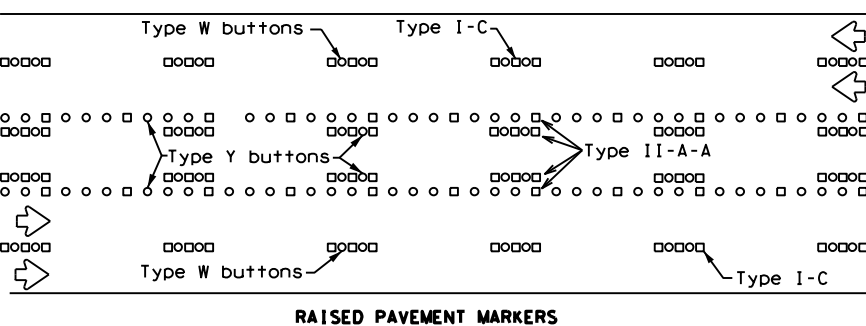 Type W buttons
Type I-C
Type Y buttons
Type II-A-A
Type W buttons
Type I-C
RAISED PAVEMENT MARKERS